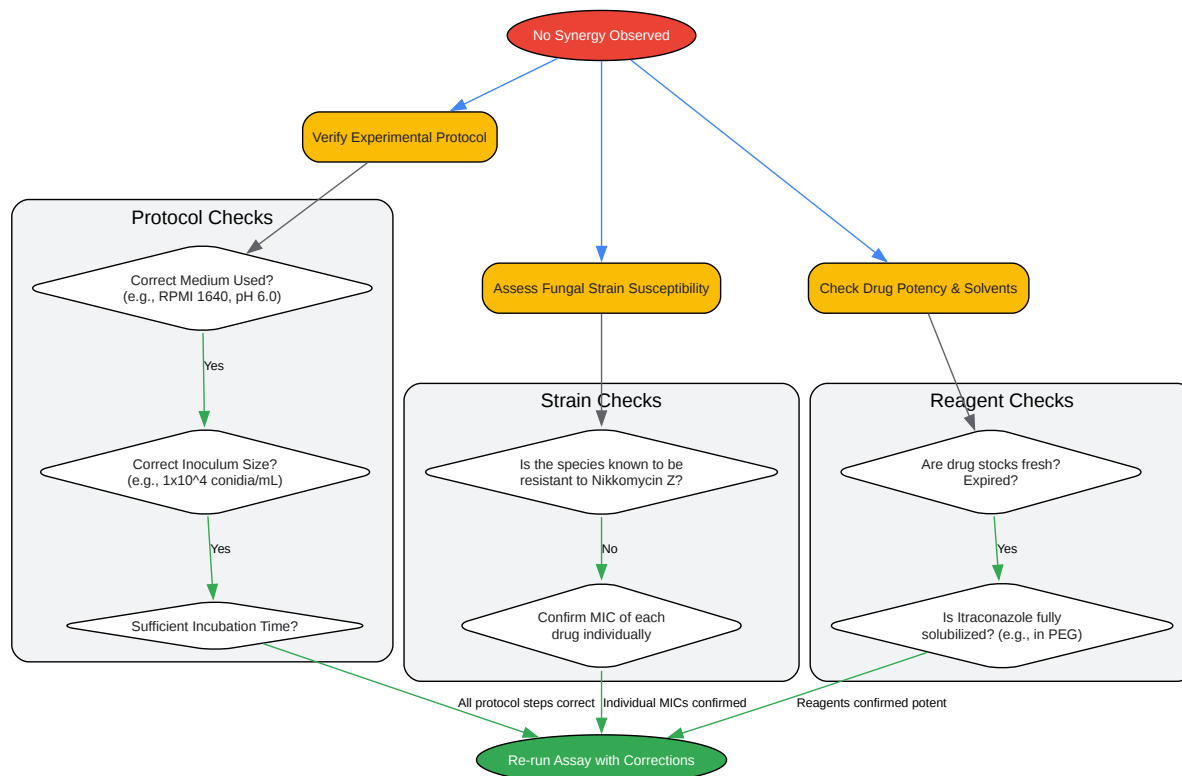 No Synergy Observed
Verify Experimental Protocol
Protocol Checks
Correct Medium Used?
(e.g., RPMI 1640, pH 6.0)
Yes
Correct Inoculum Size?
(e.g., 1x10^4 conidia/mL)
Yes
Sufficient Incubation Time?
All protocol steps correct
Assess Fungal Strain Susceptibility
Strain Checks
Is the species known to be
resistant to Nikkomycin Z?
No
Confirm MIC of each
drug individually
Individual MICs confirmed
Check Drug Potency & Solvents
Reagent Checks
Are drug stocks fresh?
Expired?
Yes
Is Itraconazole fully
solubilized? (e.g., in PEG)
Reagents confirmed potent
Re-run Assay with Corrections